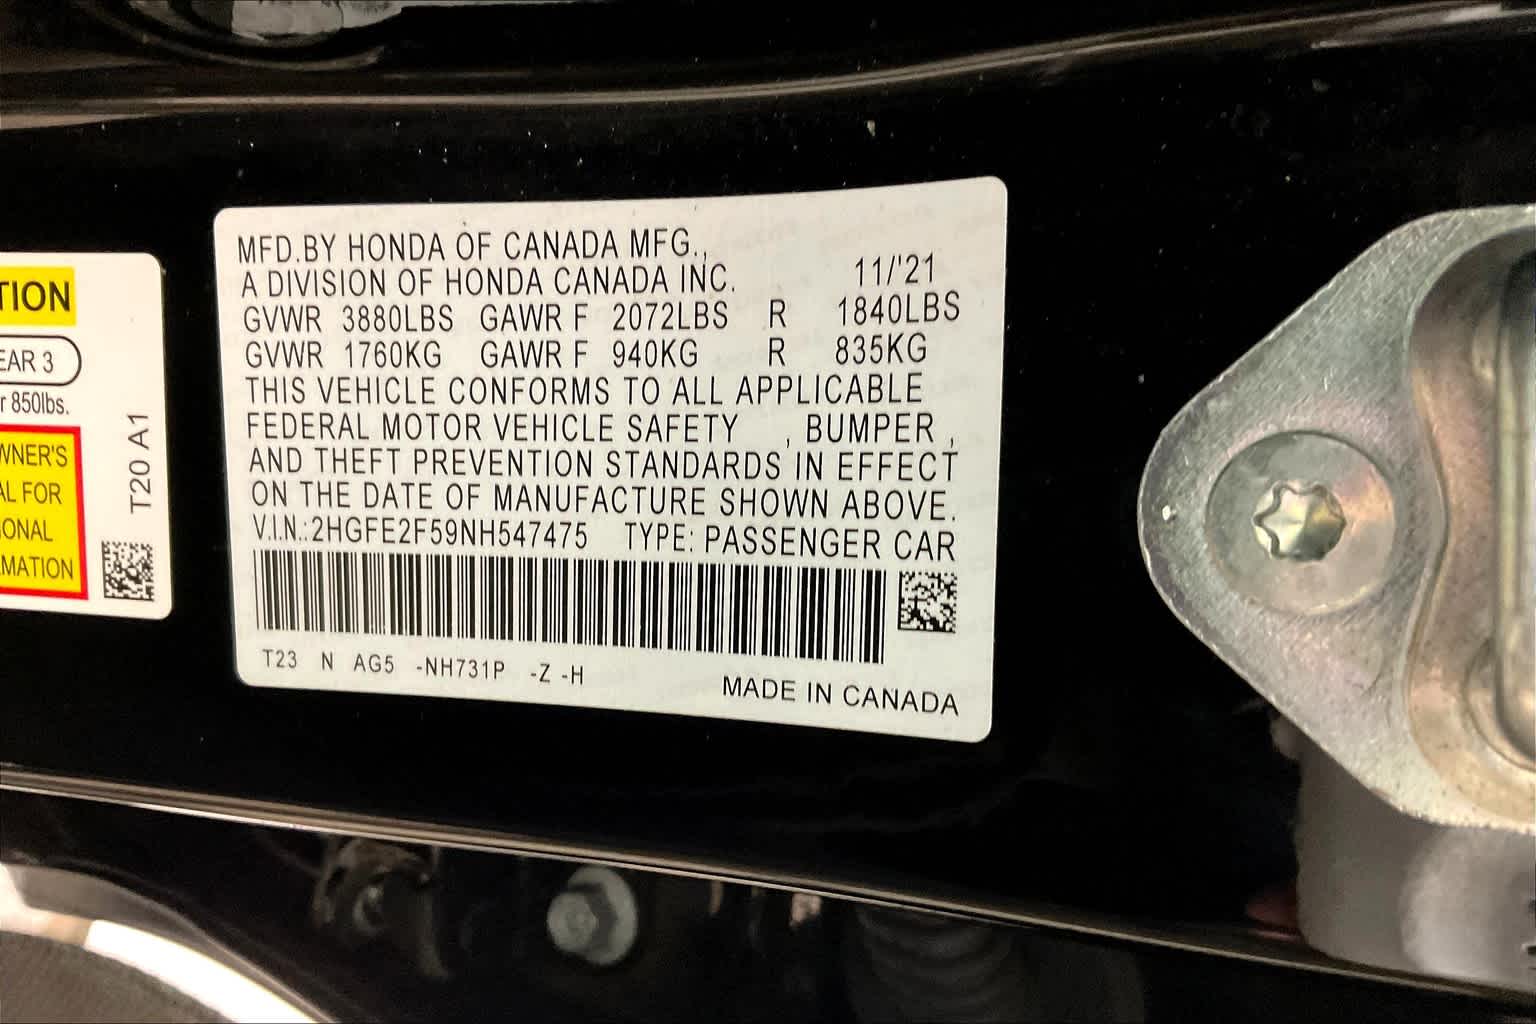 TION
EAR 3
r 850lbs.
WNER'S
AL FOR
IONAL
RMATION
T20 A1
MFD.BY HONDA OF CANADA MFG.,
A DIVISION OF HONDA CANADA INC. 11/'21
GVWR 3880LBS GAWR F 2072LBS R 1840LBS
GVWR 1760KG GAWR F 940KG R 835KG
THIS VEHICLE CONFORMS TO ALL APPLICABLE
FEDERAL MOTOR VEHICLE SAFETY , BUMPER ,
AND THEFT PREVENTION STANDARDS IN EFFECT
ON THE DATE OF MANUFACTURE SHOWN ABOVE.
V.I.N.:2HGFE2F59NH547475 TYPE: PASSENGER CAR
T23 N AG5 -NH731P -Z -H
MADE IN CANADA